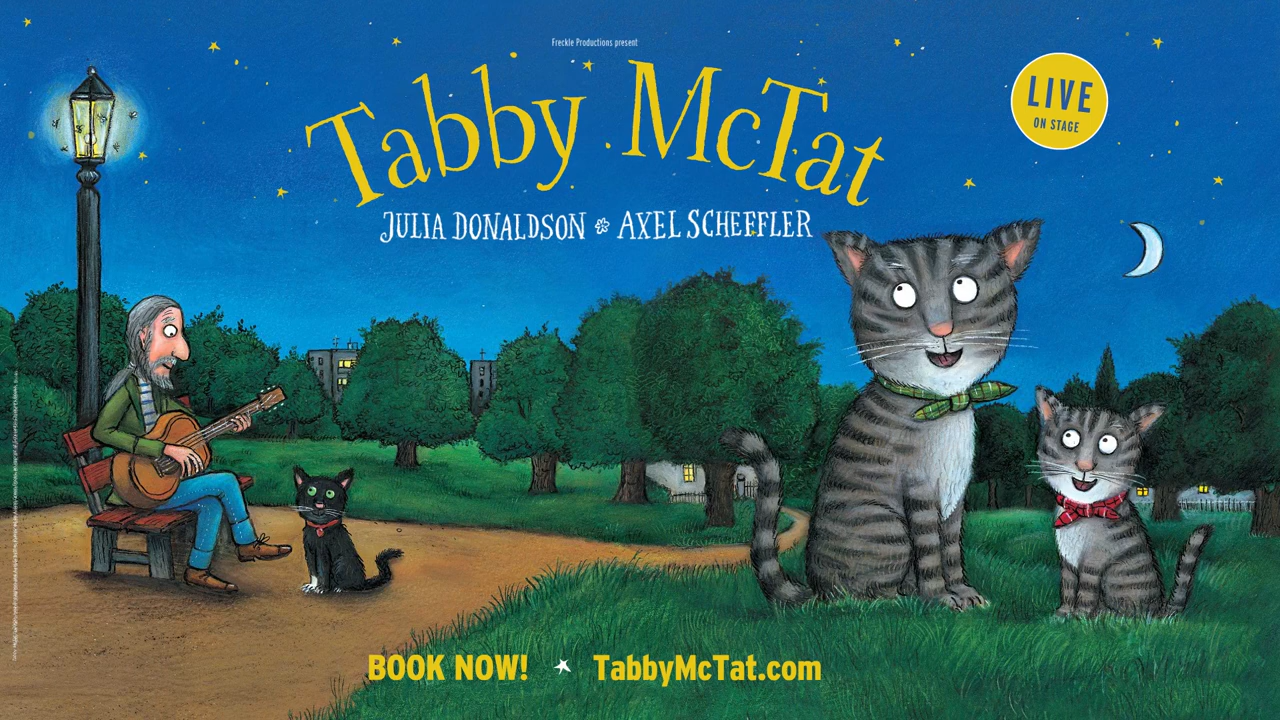 Freckle Productions present
Tabby McTat
JULIA DONALDSON AXEL SCHEFFLER
LIVE
ON STAGE
BOOK NOW! TabbyMcTat.com